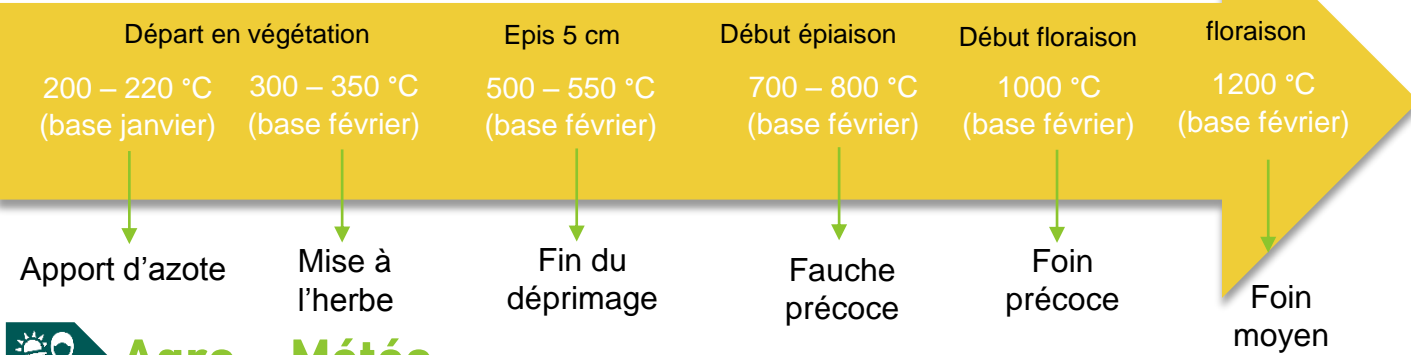 Départ en végétation
Epis 5 cm
Début épiaison
Début floraison
floraison
200 – 220 °C
(base janvier)
300 – 350 °C
(base février)
500 – 550 °C
(base février)
700 – 800 °C
(base février)
1000 °C
(base février)
1200 °C
(base février)
Apport d'azote
Mise à
l'herbe
Fin du
déprimage
Fauche
précoce
Foin
précoce
Foin
moyen